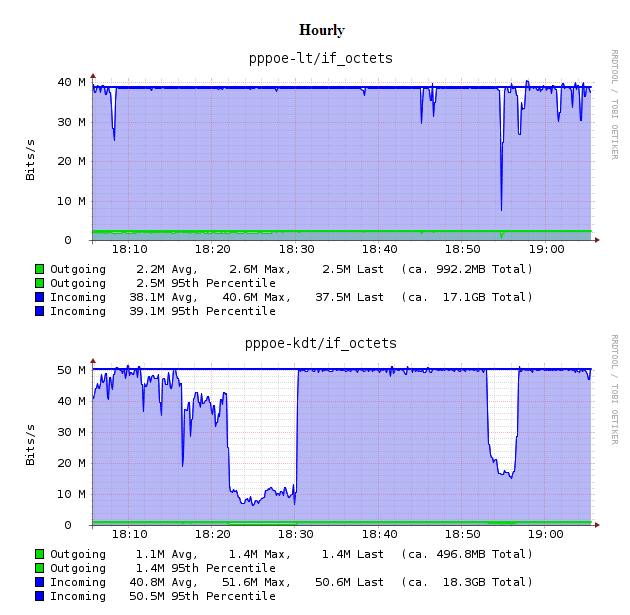 Hourly
pppoe-lt/if_octets
RRDTOOL / TOBI OETIKER
Bits/s
40 M
30 M
20 M
10 M
0
18:10 18:20 18:30 18:40 18:50 19:00
Outgoing 2.2M Avg, 2.6M Max, 2.5M Last (ca. 992.2MB Total)
Outgoing 2.5M 95th Percentile
Incoming 38.1M Avg, 40.6M Max, 37.5M Last (ca. 17.1GB Total)
Incoming 39.1M 95th Percentile
pppoe-kdt/if_octets
RRDTOOL / TOBI OETIKER
Bits/s
50 M
40 M
30 M
20 M
10 M
0
18:10 18:20 18:30 18:40 18:50 19:00
Outgoing 1.1M Avg, 1.4M Max, 1.4M Last (ca. 496.8MB Total)
Outgoing 1.4M 95th Percentile
Incoming 40.8M Avg, 51.6M Max, 50.6M Last (ca. 18.3GB Total)
Incoming 50.5M 95th Percentile